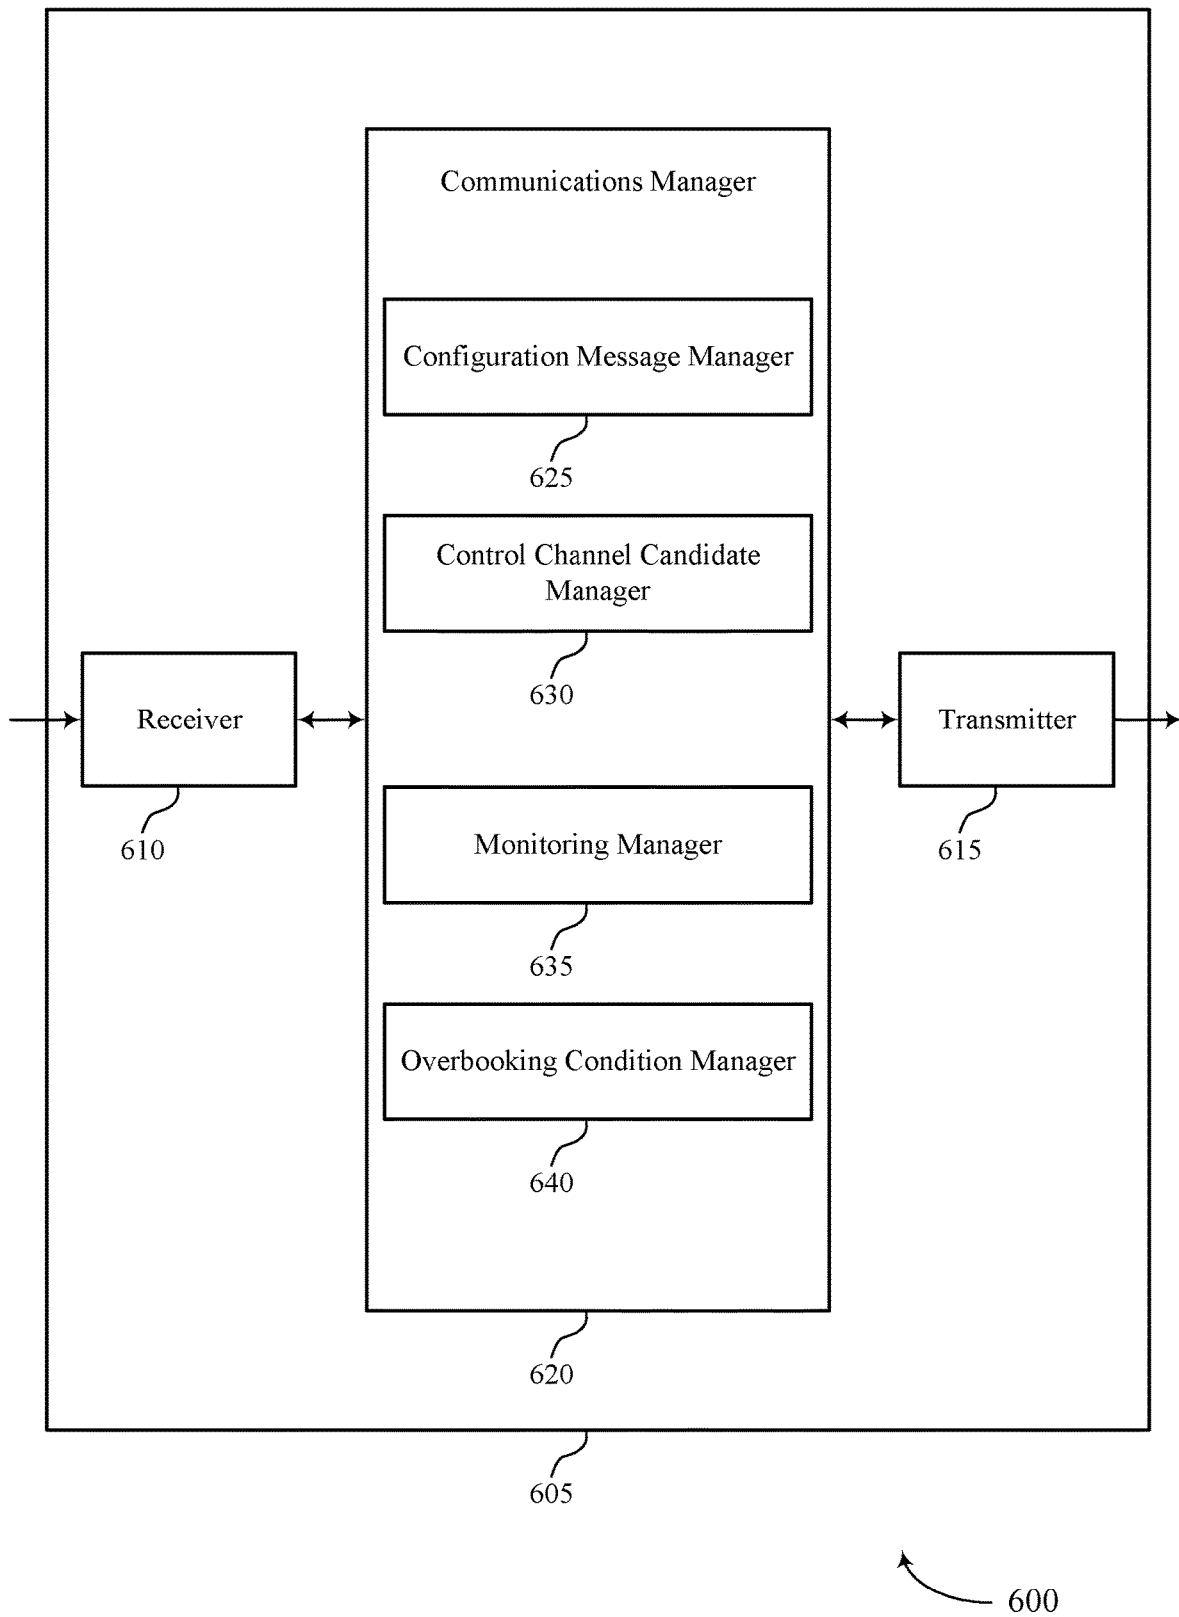 Communications Manager
Configuration Message Manager
625
Control Channel Candidate
Manager
630
Receiver
610
Transmitter
615
Monitoring Manager
635
Overbooking Condition Manager
640
620
605
600